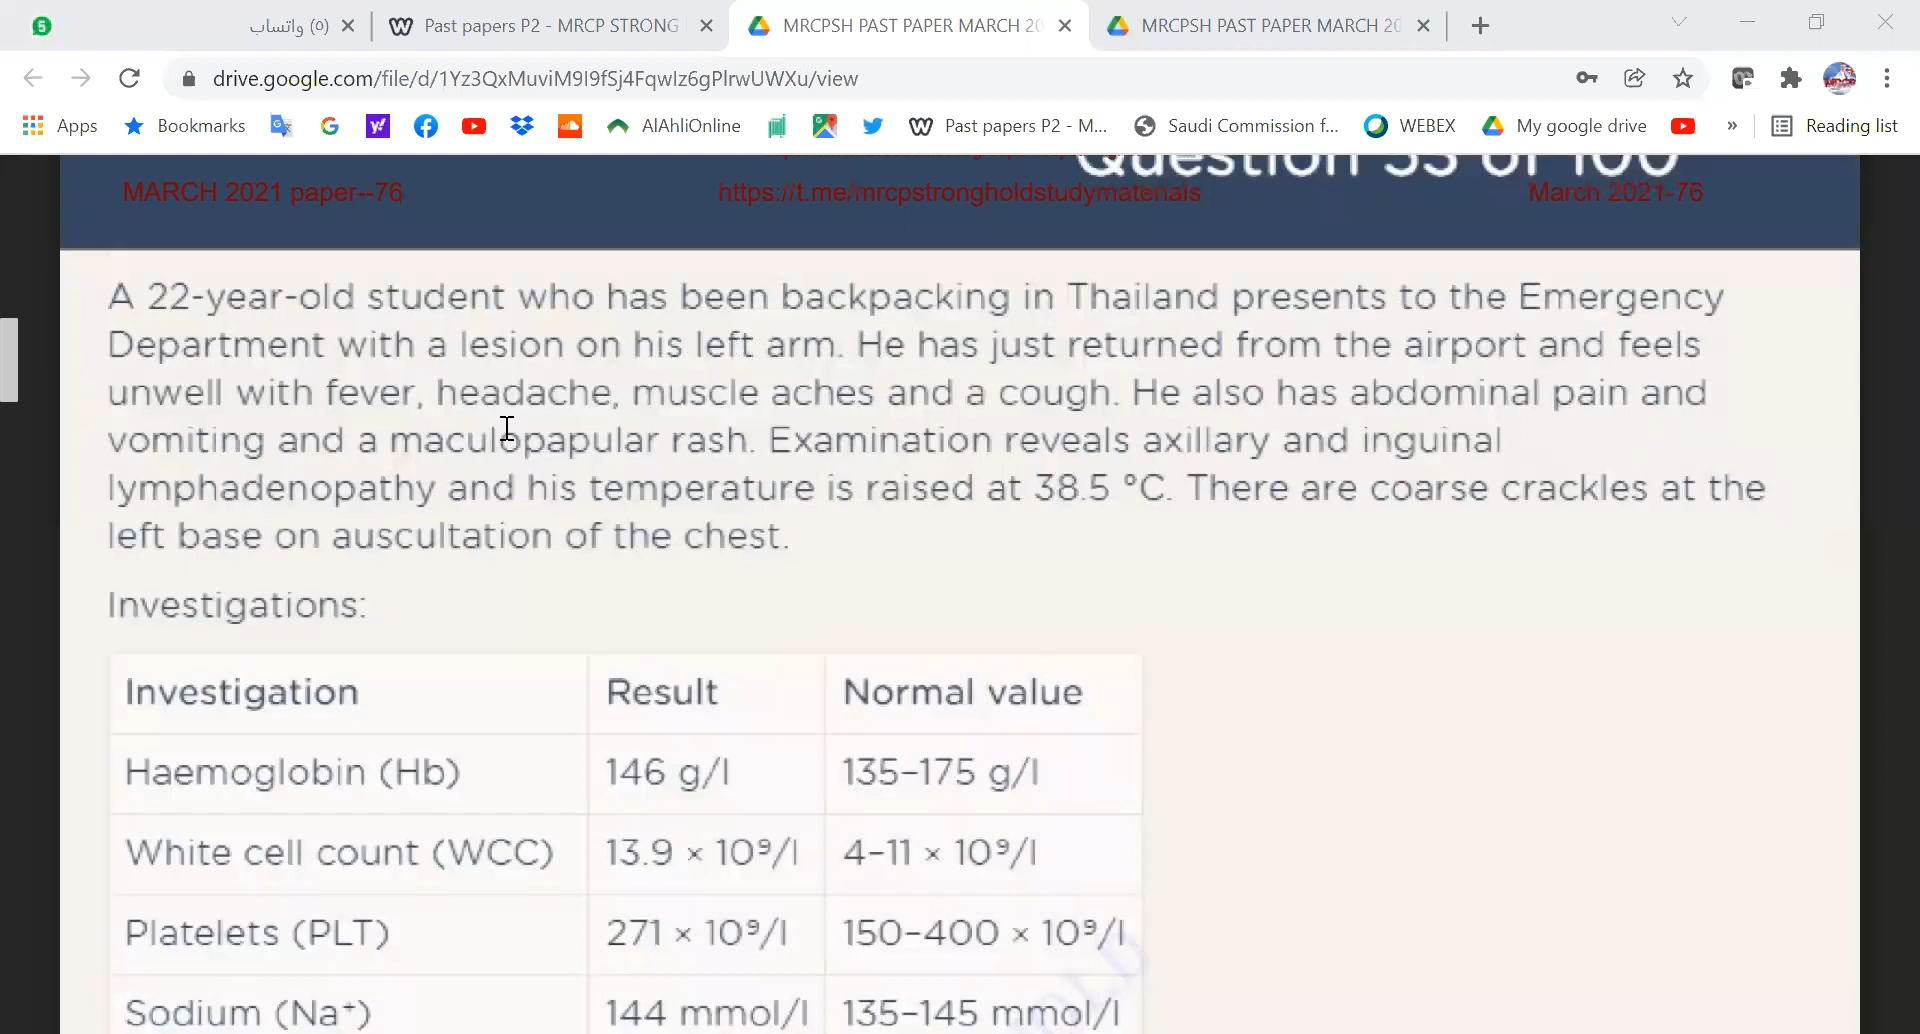 واتساب (٥)
Past papers P2 - MRCP STRONG
MRCPSH PAST PAPER MARCH 20
MRCPSH PAST PAPER MARCH 20
drive.google.com/file/d/1Yz3QxMuviM9I9fSj4FqwIz6gPlrwUWXu/view
Apps
Bookmarks
AlAhliOnline
Past papers P2 - M...
Saudi Commission f...
WEBEX
My google drive
»
Reading list
Question 53 of 100
MARCH 2021 paper--76
https://t.me/mrcpstrongholdstudymaterials
March 2021-76
A 22-year-old student who has been backpacking in Thailand presents to the Emergency
Department with a lesion on his left arm. He has just returned from the airport and feels
unwell with fever, headache, muscle aches and a cough. He also has abdominal pain and
vomiting and a maculopapular rash. Examination reveals axillary and inguinal
lymphadenopathy and his temperature is raised at 38.5 °C. There are coarse crackles at the
left base on auscultation of the chest.
Investigations:
Investigation Result Normal value
Haemoglobin (Hb) 146 g/l 135–175 g/l
White cell count (WCC) 13.9 × 10⁹/l 4–11 × 10⁹/l
Platelets (PLT) 271 × 10⁹/l 150–400 × 10⁹/l
Sodium (Na⁺) 144 mmol/l 135–145 mmol/l